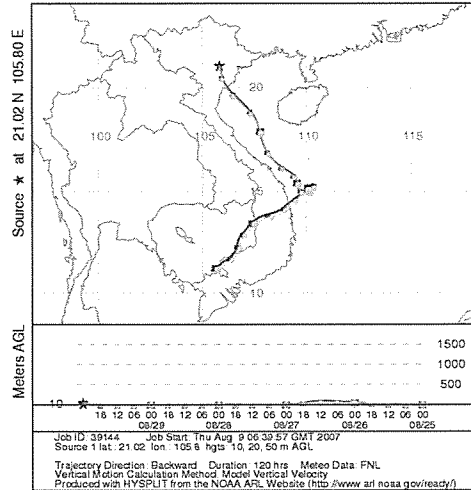 Source ★ at 21.02 N 105.80 E
20
100
105
110
115
10
Meters AGL
1500
1000
500
10
18 12 06 00 18 12 06 00 18 12 06 00 18 12 06 00 18 12 06 00
08/29 08/28 08/27 08/26 08/25
Job ID: 39144 Job Start: Thu Aug 9 06:39:57 GMT 2007
Source 1 lat.: 21.02 lon.: 105.8 hgts: 10, 20, 50 m AGL
Trajectory Direction: Backward Duration: 120 hrs Meteo Data: FNL
Vertical Motion Calculation Method: Model Vertical Velocity
Produced with HYSPLIT from the NOAA ARL Website (http://www.arl.noaa.gov/ready/)